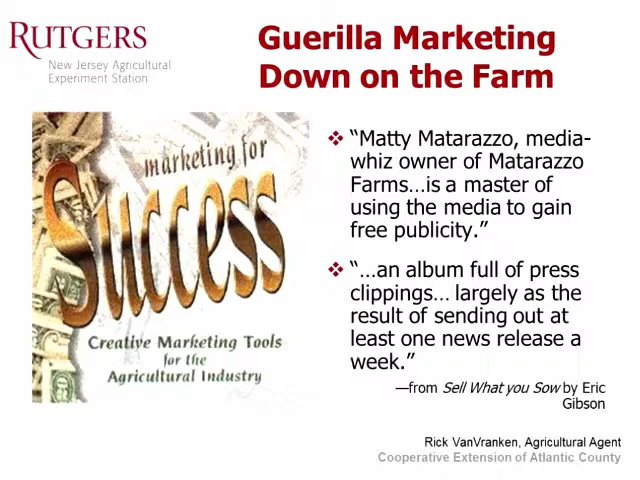 RUTGERS
New Jersey Agricultural
Experiment Station
Guerilla Marketing
Down on the Farm
marketing for
Success
Creative Marketing Tools
for the
Agricultural Industry
❖ “Matty Matarazzo, media-
whiz owner of Matarazzo
Farms…is a master of
using the media to gain
free publicity.”
❖ “…an album full of press
clippings… largely as the
result of sending out at
least one news release a
week.”
—from Sell What you Sow by Eric
Gibson
Rick VanVranken, Agricultural Agent
Cooperative Extension of Atlantic County